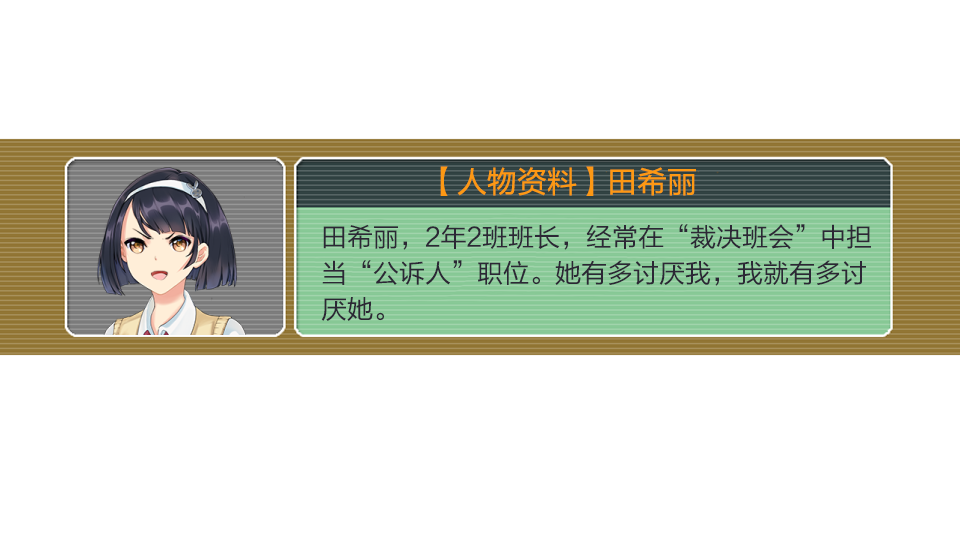 【人物资料】田希丽
田希丽，2年2班班长，经常在“裁决班会”中担
当“公诉人”职位。她有多讨厌我，我就有多讨
厌她。